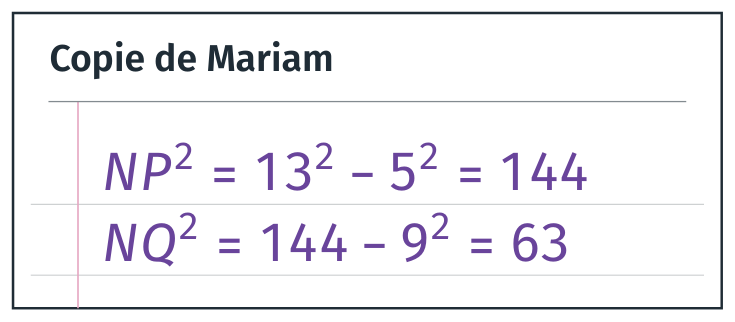 Copie de Mariam
NP² = 13² – 5² = 144
NQ² = 144 – 9² = 63